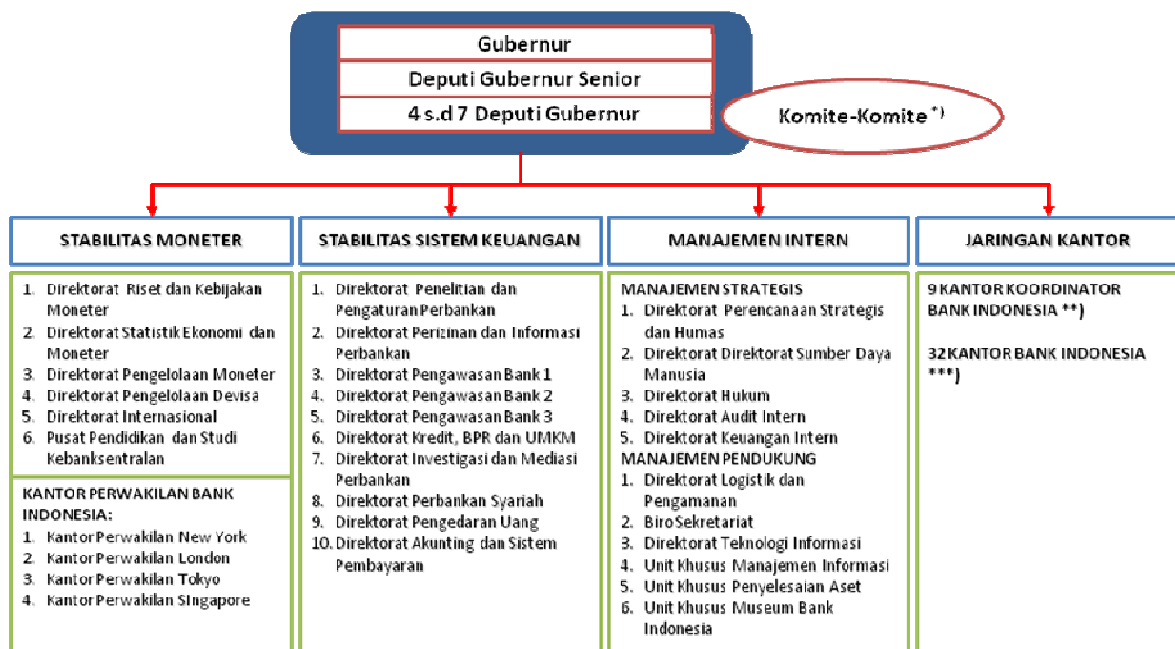 Gubernur
Deputi Gubernur Senior
4 s.d 7 Deputi Gubernur
Komite-Komite *)
STABILITAS MONETER
1. Direktorat Riset dan Kebijakan
Moneter
2. Direktorat Statistik Ekonomi dan
Moneter
3. Direktorat Pengelolaan Moneter
4. Direktorat Pengelolaan Devisa
5. Direktorat Internasional
6. Pusat Pendidikan dan Studi
Kebanksentralan
KANTOR PERWAKILAN BANK
INDONESIA:
1. Kantor Perwakilan New York
2. Kantor Perwakilan London
3. Kantor Perwakilan Tokyo
4. Kantor Perwakilan SIngapore
STABILITAS SISTEM KEUANGAN
1. Direktorat Penelitian dan
Pengaturan Perbankan
2. Direktorat Perizinan dan Informasi
Perbankan
3. Direktorat Pengawasan Bank 1
4. Direktorat Pengawasan Bank 2
5. Direktorat Pengawasan Bank 3
6. Direktorat Kredit, BPR dan UMKM
7. Direktorat Investigasi dan Mediasi
Perbankan
8. Direktorat Perbankan Syariah
9. Direktorat Pengedaran Uang
10. Direktorat Akunting dan Sistem
Pembayaran
MANAJEMEN INTERN
MANAJEMEN STRATEGIS
1. Direktorat Perencanaan Strategis
dan Humas
2. Direktorat Direktorat Sumber Daya
Manusia
3. Direktorat Hukum
4. Direktorat Audit Intern
5. Direktorat Keuangan Intern
MANAJEMEN PENDUKUNG
1. Direktorat Logistik dan
Pengamanan
2. Biro Sekretariat
3. Direktorat Teknologi Informasi
4. Unit Khusus Manajemen Informasi
5. Unit Khusus Penyelesaian Aset
6. Unit Khusus Museum Bank
Indonesia
JARINGAN KANTOR
9 KANTOR KOORDINATOR
BANK INDONESIA **)
32 KANTOR BANK INDONESIA
***)